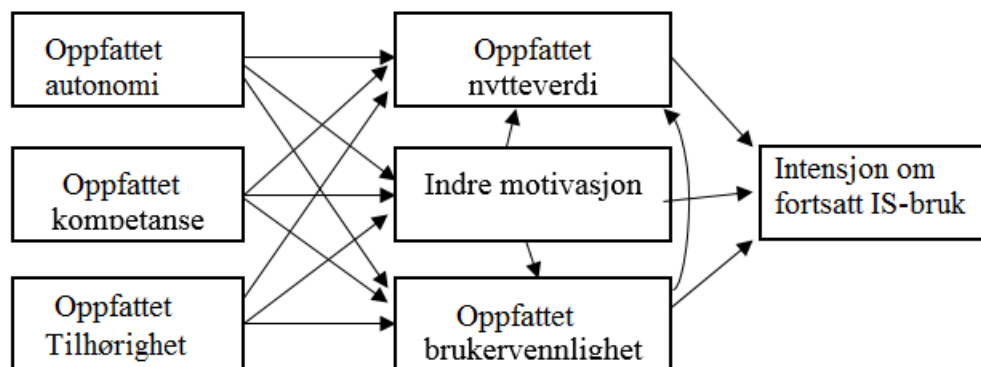 Oppfattet
autonomi
Oppfattet
nytteverdi
Oppfattet
kompetanse
Indre motivasjon
Intensjon om
fortsatt IS-bruk
Oppfattet
Tilhørighet
Oppfattet
brukervennlighet